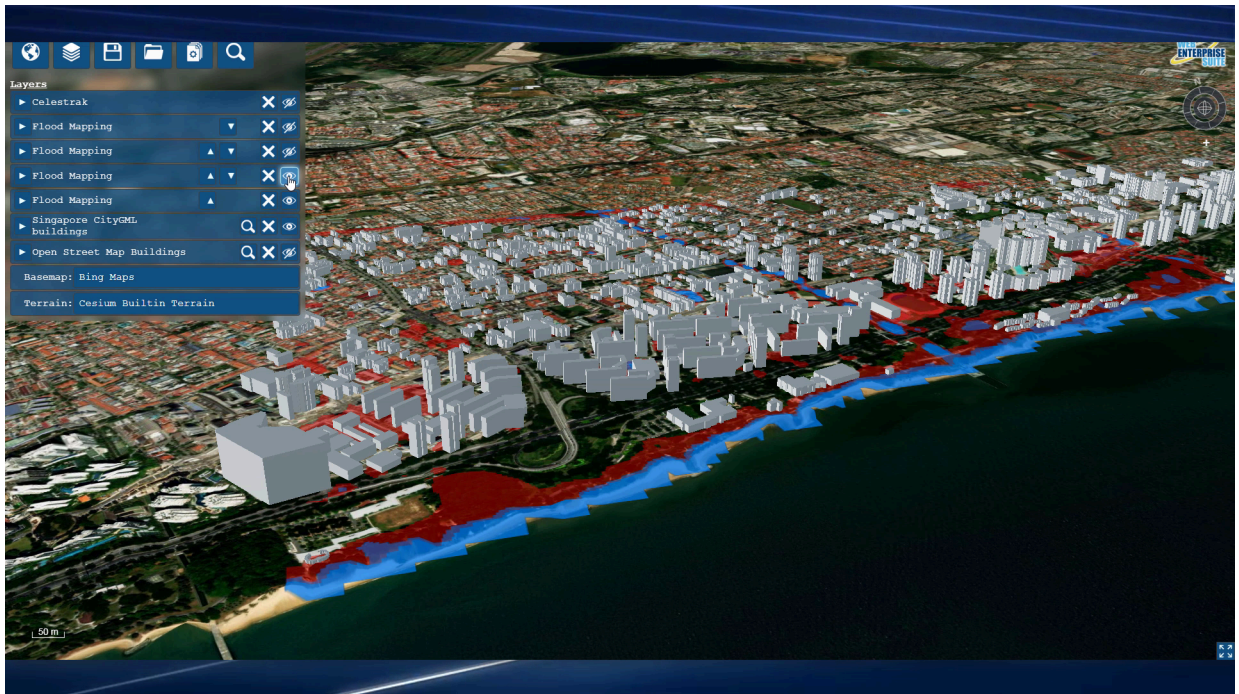 WEB
ENTERPRISE
SUITE
Layers
Celestrak
Flood Mapping
Flood Mapping
Flood Mapping
Flood Mapping
Singapore CityGML
buildings
Open Street Map Buildings
Basemap: Bing Maps
Terrain: Cesium Builtin Terrain
50 m